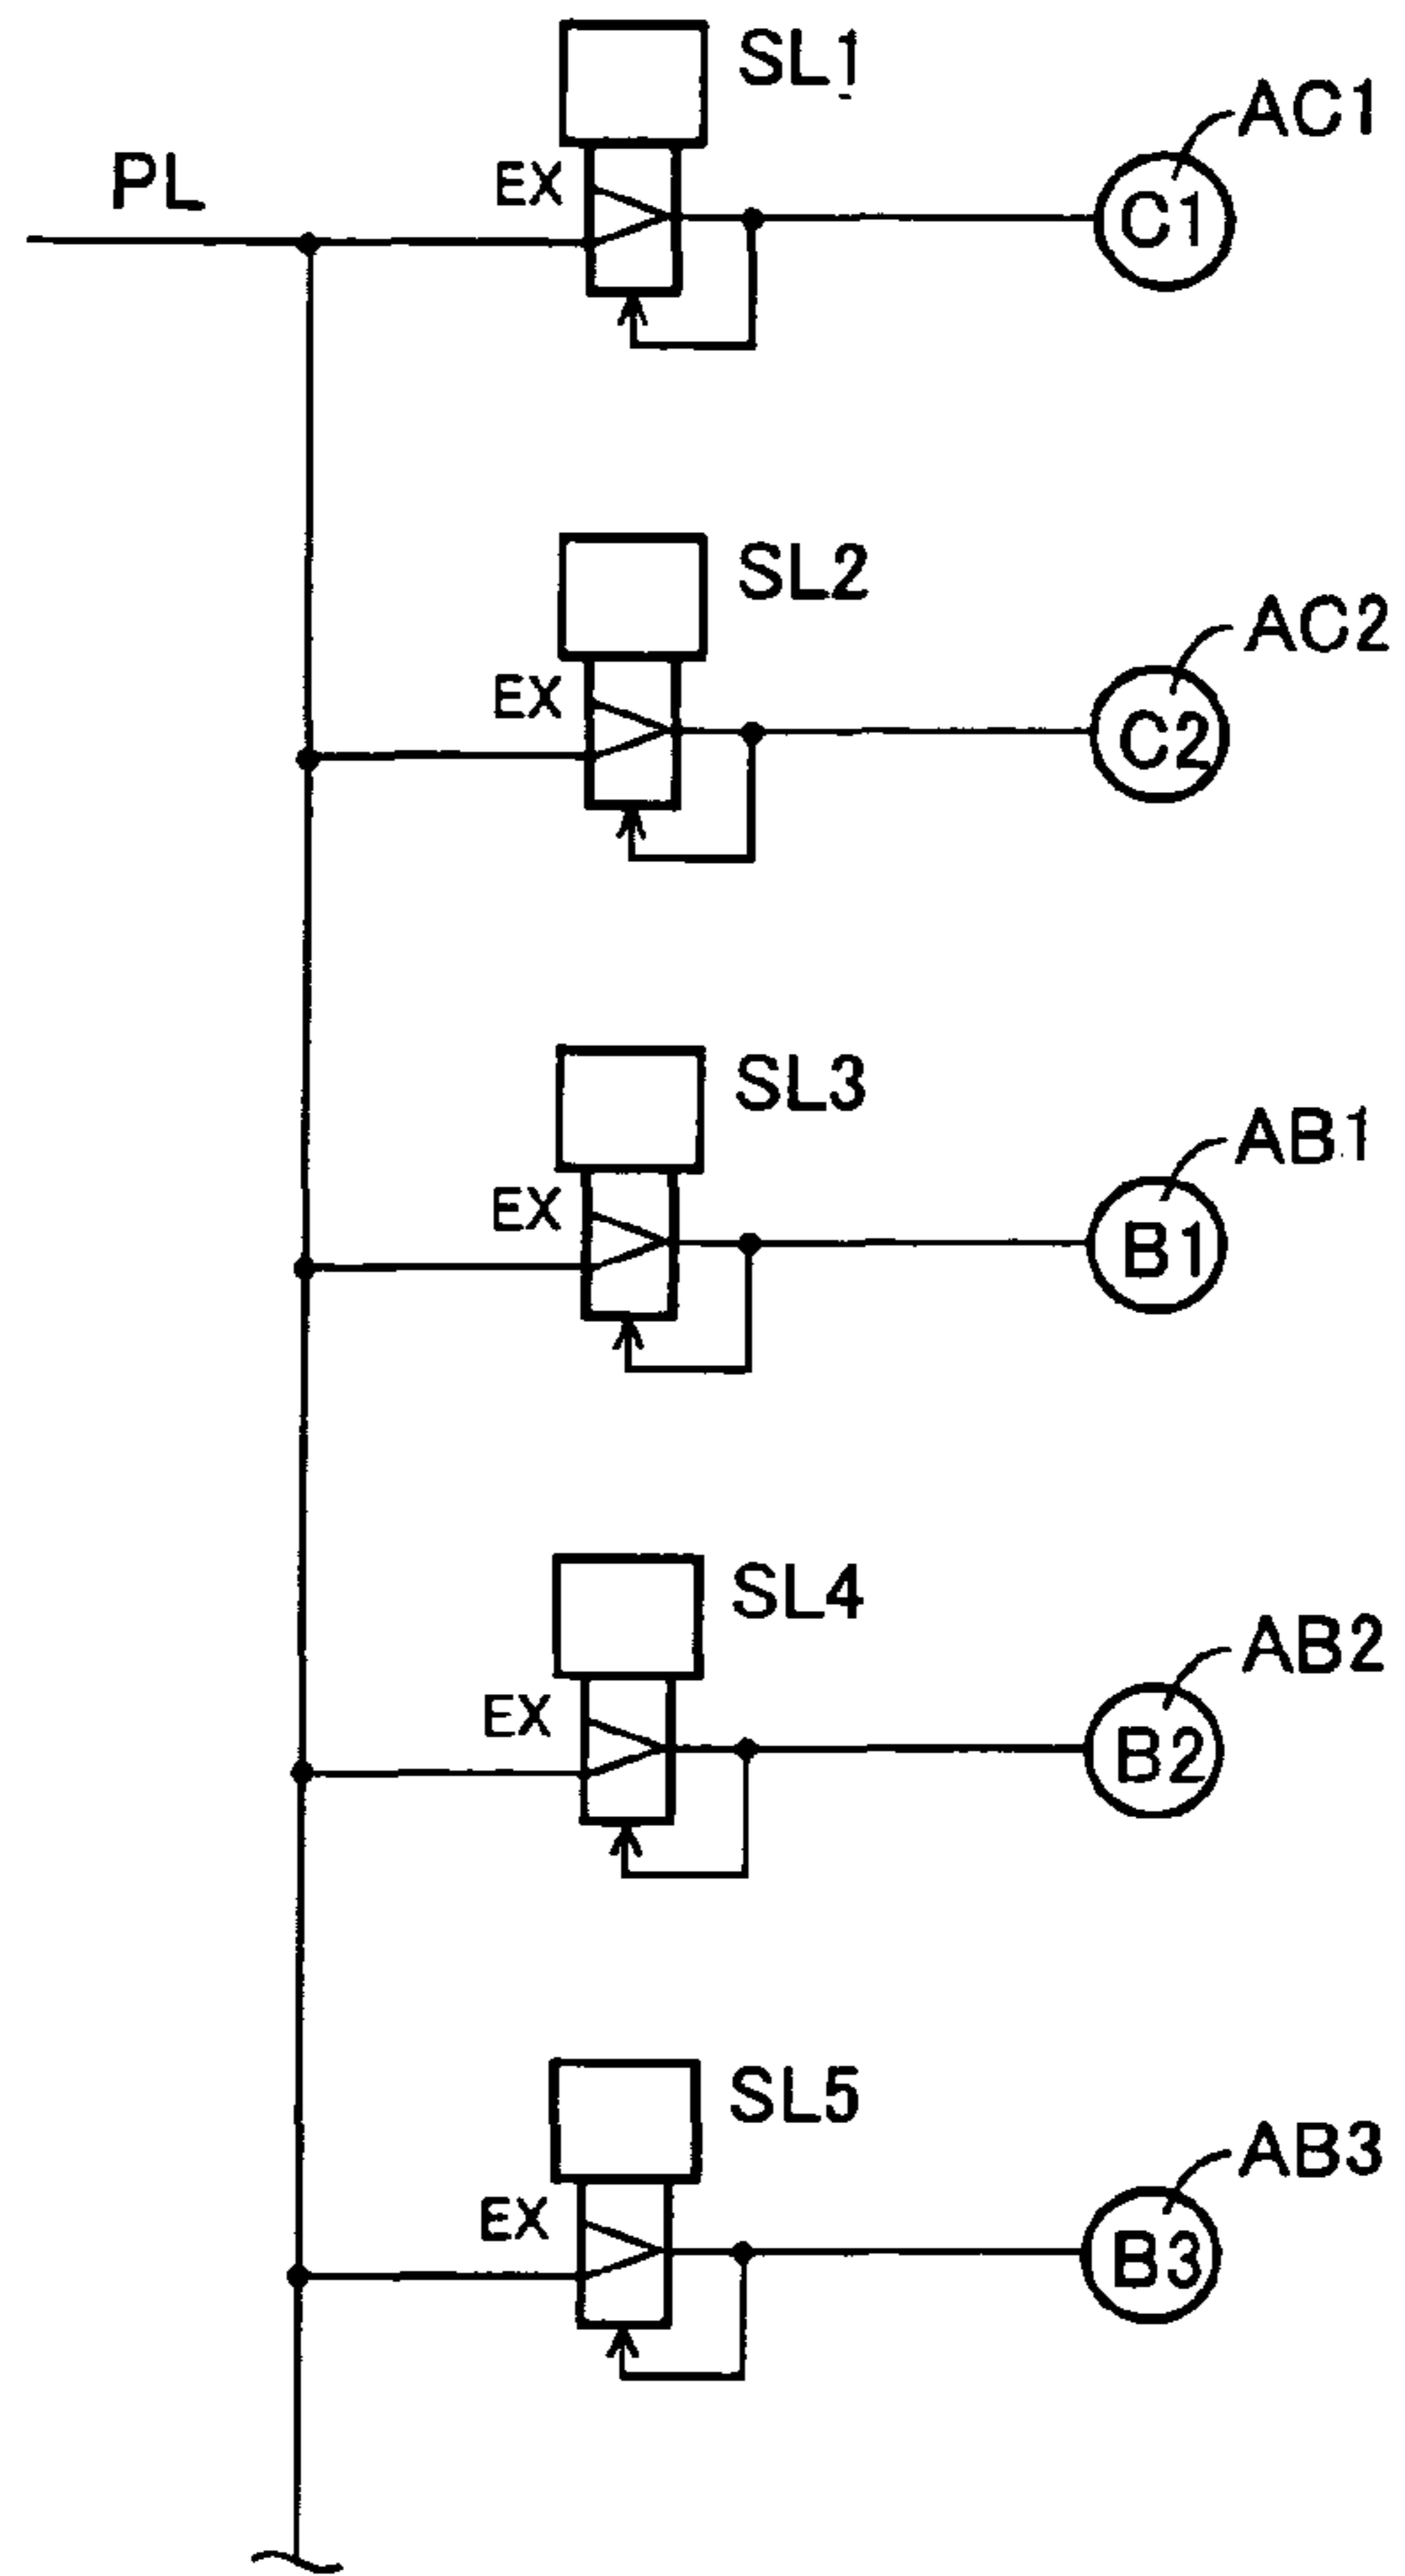 SL1
AC1
PL
EX
C1
SL2
AC2
EX
C2
SL3
AB1
EX
B1
SL4
AB2
EX
B2
SL5
AB3
EX
B3